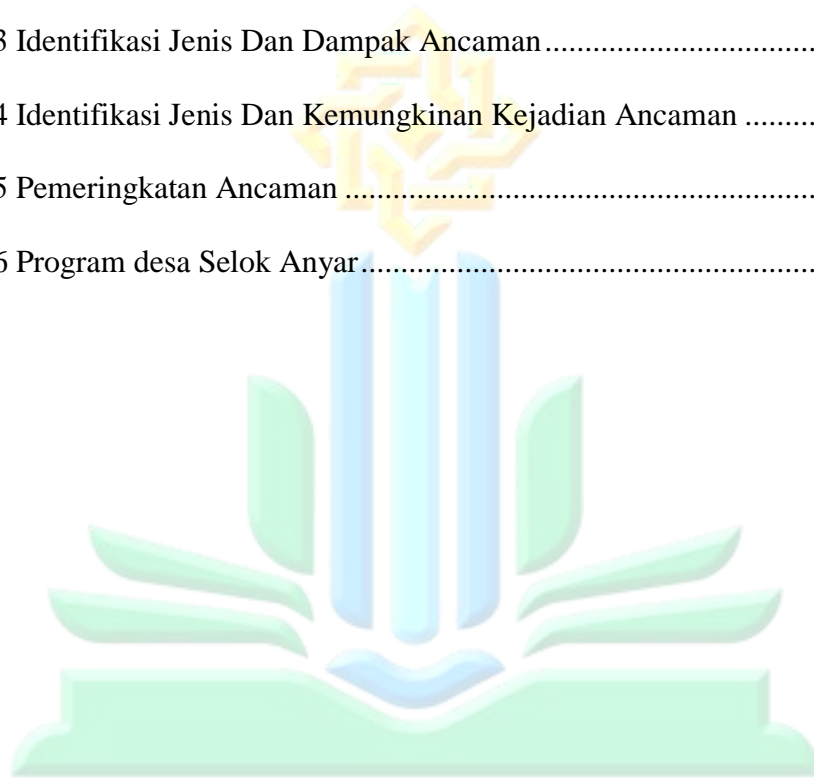 3 Identifikasi Jenis Dan Dampak Ancaman..................................
4 Identifikasi Jenis Dan Kemungkinan Kejadian Ancaman .........
5 Pemeringkatan Ancaman ..........................................................
6 Program desa Selok Anyar.........................................................